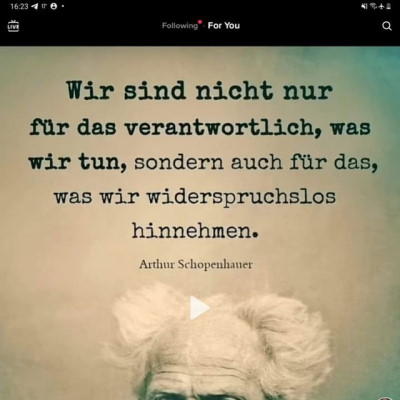 16:23
LIVE
Following For You
Wir sind nicht nur
für das verantwortlich, was
wir tun, sondern auch für das,
was wir widerspruchslos
hinnehmen.
Arthur Schopenhauer